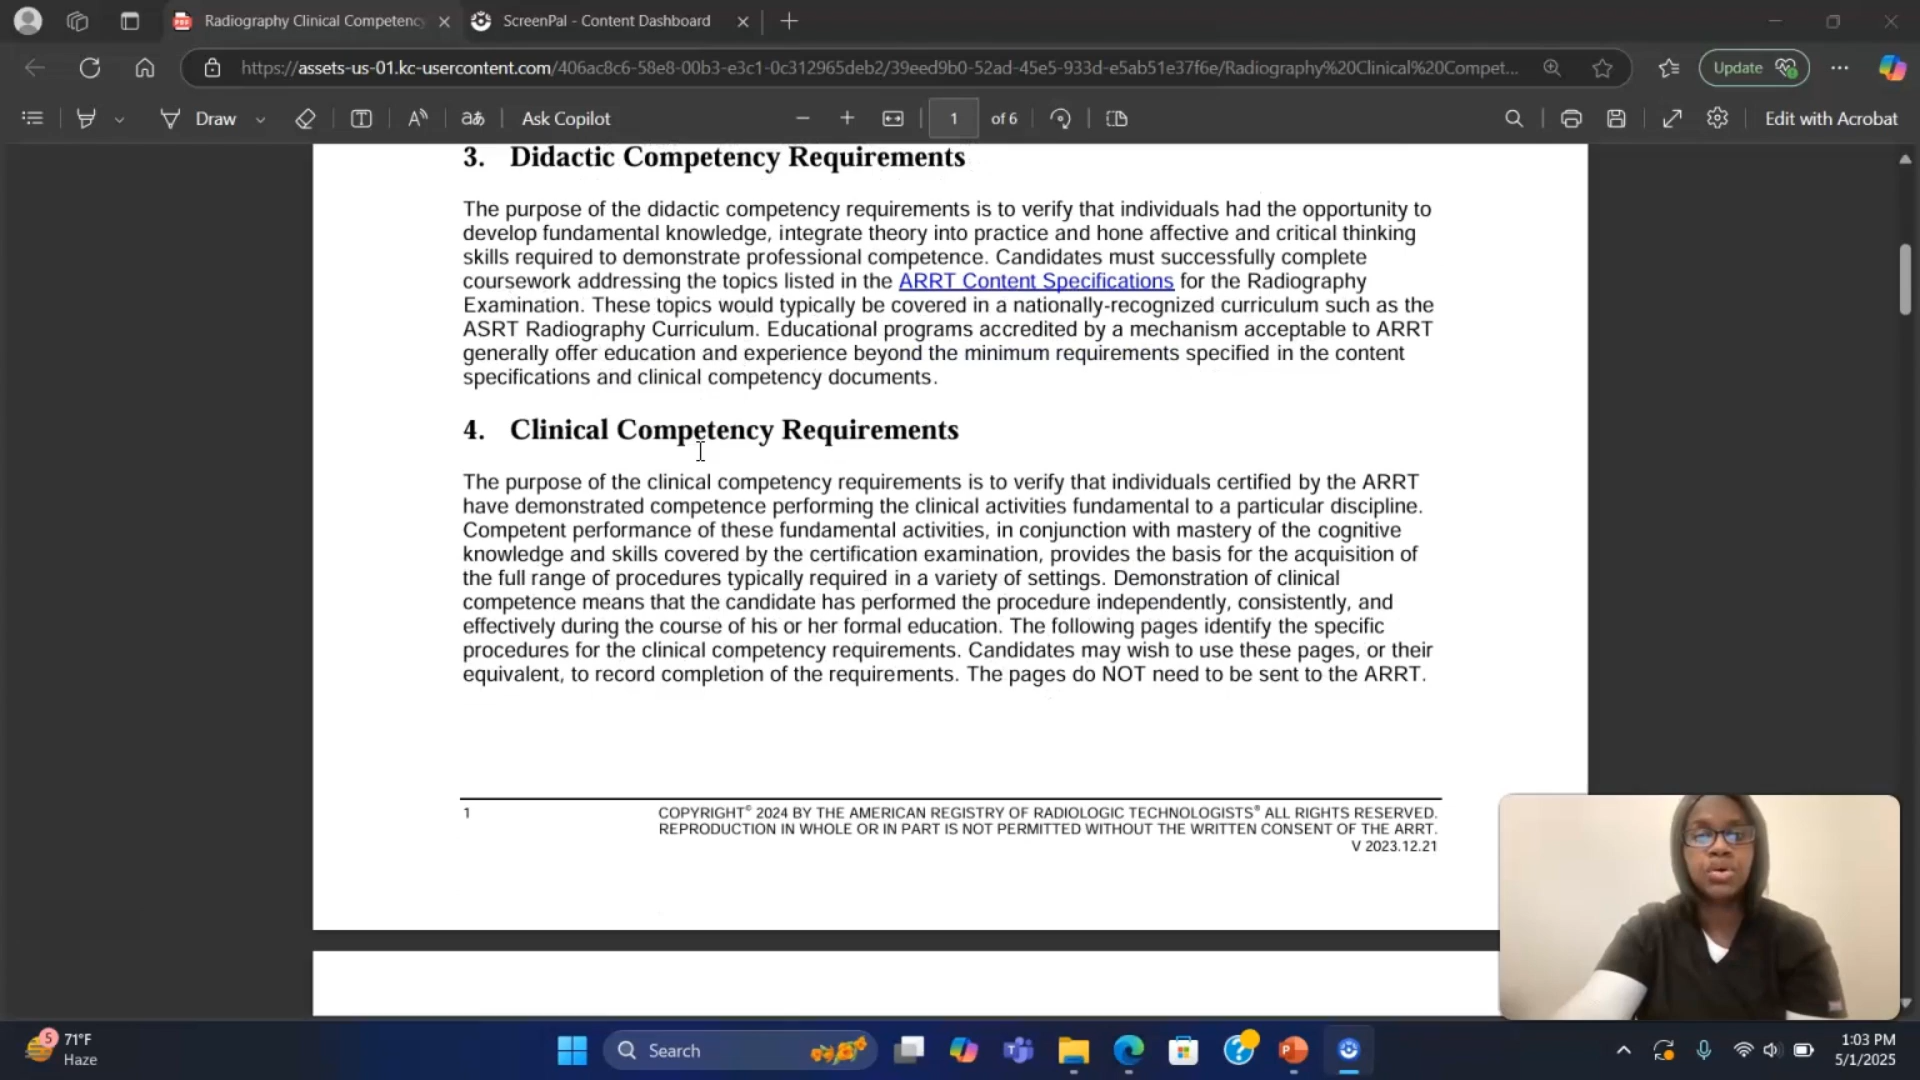 Radiography Clinical Competency
ScreenPal - Content Dashboard
https://assets-us-01.kc-usercontent.com/406ac8c6-58e8-00b3-e3c1-0c312965deb2/39eed9b0-52ad-45e5-933d-e5ab51e37f6e/Radiography%20Clinical%20Compet...
Update
Draw
Ask Copilot
1 of 6
Edit with Acrobat
3. Didactic Competency Requirements
The purpose of the didactic competency requirements is to verify that individuals had the opportunity to
develop fundamental knowledge, integrate theory into practice and hone affective and critical thinking
skills required to demonstrate professional competence. Candidates must successfully complete
coursework addressing the topics listed in the ARRT Content Specifications for the Radiography
Examination. These topics would typically be covered in a nationally-recognized curriculum such as the
ASRT Radiography Curriculum. Educational programs accredited by a mechanism acceptable to ARRT
generally offer education and experience beyond the minimum requirements specified in the content
specifications and clinical competency documents.
4. Clinical Competency Requirements
The purpose of the clinical competency requirements is to verify that individuals certified by the ARRT
have demonstrated competence performing the clinical activities fundamental to a particular discipline.
Competent performance of these fundamental activities, in conjunction with mastery of the cognitive
knowledge and skills covered by the certification examination, provides the basis for the acquisition of
the full range of procedures typically required in a variety of settings. Demonstration of clinical
competence means that the candidate has performed the procedure independently, consistently, and
effectively during the course of his or her formal education. The following pages identify the specific
procedures for the clinical competency requirements. Candidates may wish to use these pages, or their
equivalent, to record completion of the requirements. The pages do NOT need to be sent to the ARRT.
1
COPYRIGHT© 2024 BY THE AMERICAN REGISTRY OF RADIOLOGIC TECHNOLOGISTS® ALL RIGHTS RESERVED.
REPRODUCTION IN WHOLE OR IN PART IS NOT PERMITTED WITHOUT THE WRITTEN CONSENT OF THE ARRT.
V 2023.12.21
5
71°F
Haze
Search
1:03 PM
5/1/2025